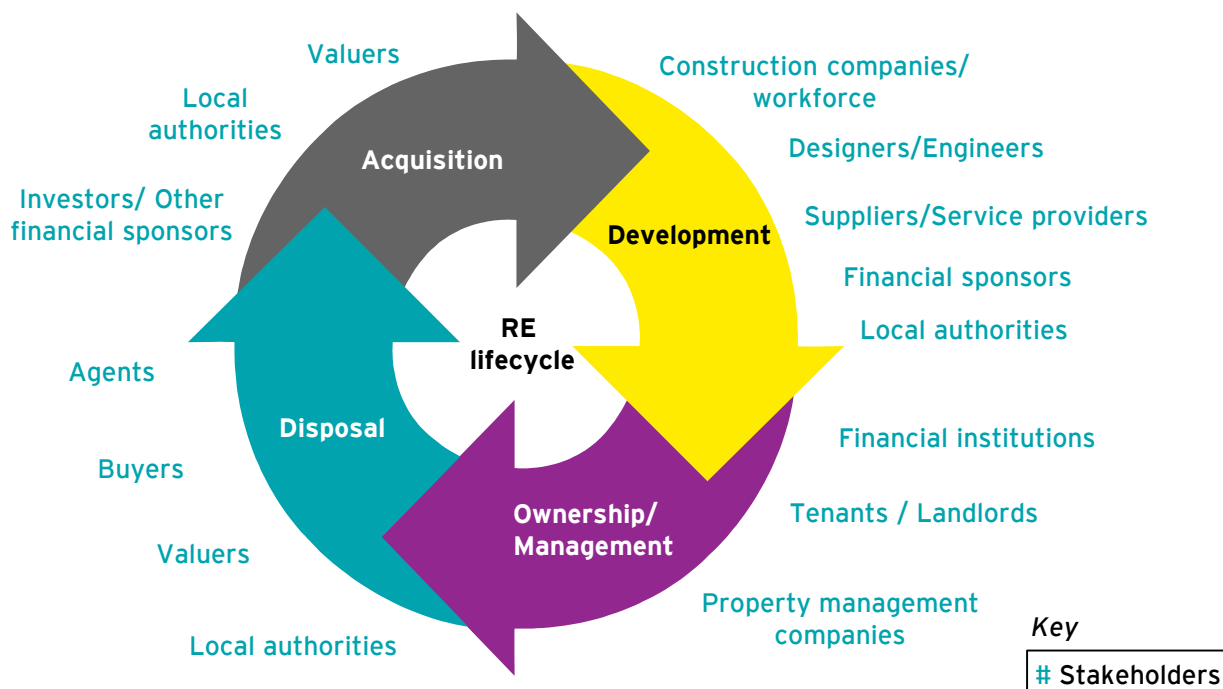 Valuers
Local
authorities
Investors/ Other
financial sponsors
Acquisition
Construction companies/
workforce
Designers/Engineers
Suppliers/Service providers
Financial sponsors
Local authorities
Development
RE
lifecycle
Financial institutions
Tenants / Landlords
Property management
companies
Ownership/
Management
Disposal
Agents
Buyers
Valuers
Local authorities
Key
# Stakeholders